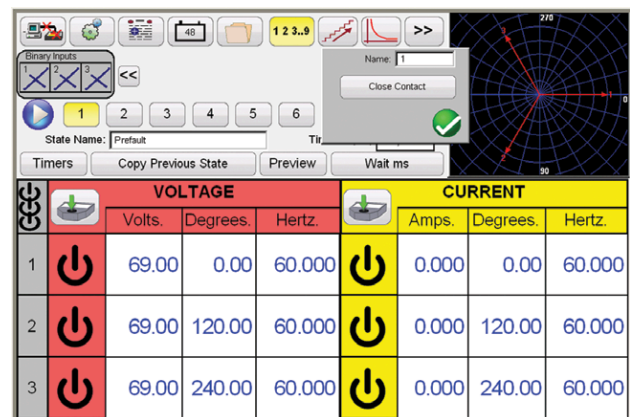 48 1 2 3..9 >>
Binary Inputs
1 2 3 <<
Name: 1
Close Contact
1 2 3 4 5 6
State Name: Prefault
Timers Copy Previous State Preview Wait ms
270
3
1 0
2
90
VOLTAGE CURRENT
Volts. Degrees. Hertz. Amps. Degrees. Hertz.
1 69.00 0.00 60.000 0.000 0.00 60.000
2 69.00 120.00 60.000 0.000 120.00 60.000
3 69.00 240.00 60.000 0.000 240.00 60.000